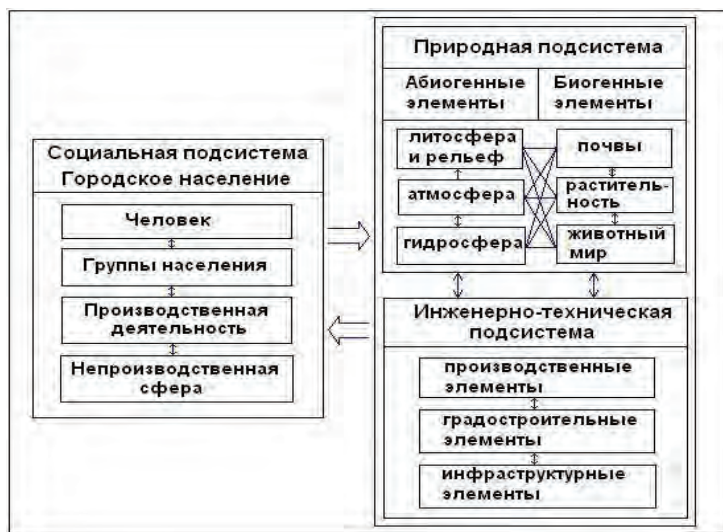 Социальная подсистема
Городское население
Человек
Группы населения
Производственная
деятельность
Непроизводственная
сфера
Природная подсистема
Абиогенные
элементы
Биогенные
элементы
литосфера
и рельеф
атмосфера
гидросфера
почвы
раститель-
ность
животный
мир
Инженерно-техническая
подсистема
производственные
элементы
градостроительные
элементы
инфраструктурные
элементы